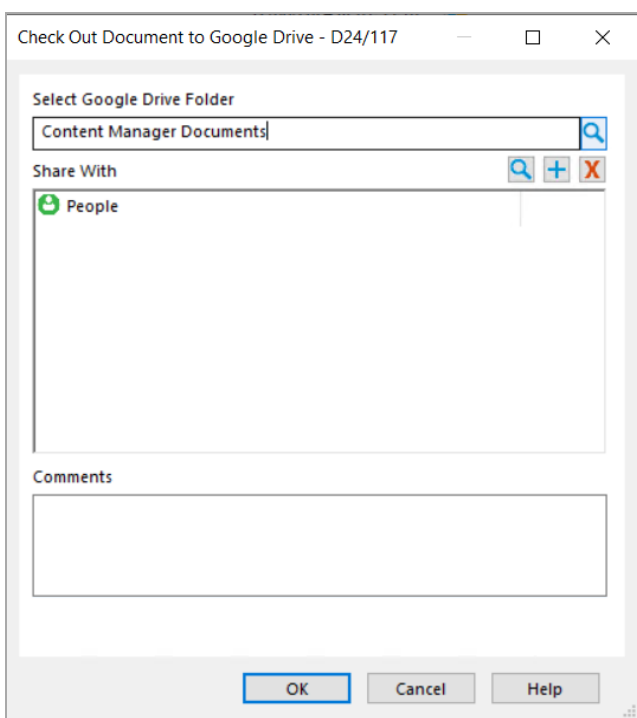 Check Out Document to Google Drive - D24/117
Select Google Drive Folder
Content Manager Documents
Share With
People
Comments
OK Cancel Help